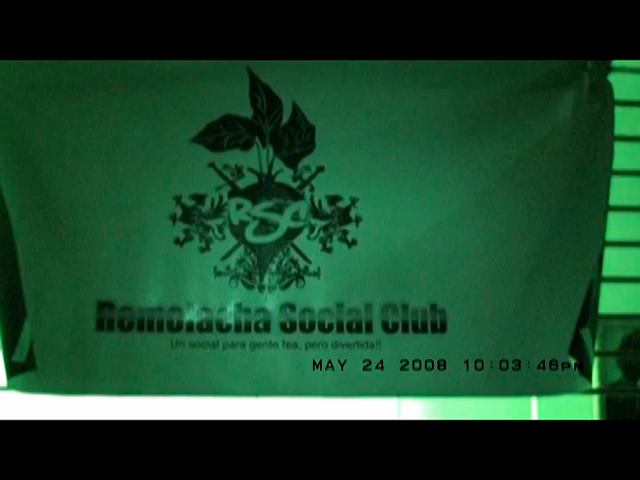 RSC
Remolacha Social Club
Un social para gente fea, pero divertida!!
MAY 24 2008 10:03:46PM